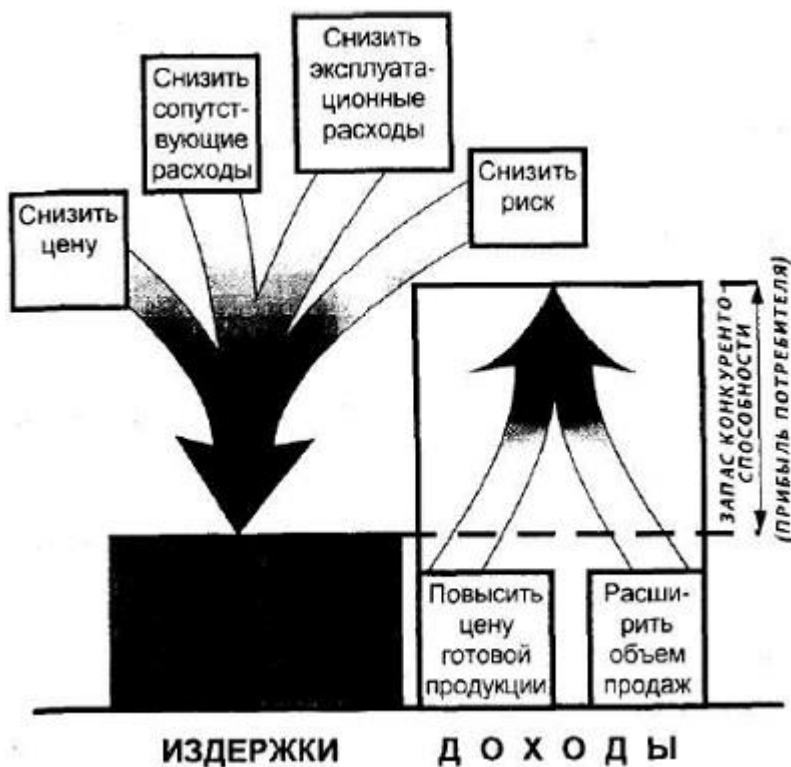 Снизить
цену
Снизить
сопутст-
вующие
расходы
Снизить
эксплуата-
ционные
расходы
Снизить
риск
ЗАПАС КОНКУРЕНТО-
СПОСОБНОСТИ
(ПРИБЫЛЬ ПОТРЕБИТЕЛЯ)
Повысить
цену
готовой
продукции
Расши-
рить
объем
продаж
ИЗДЕРЖКИ
ДОХОДЫ